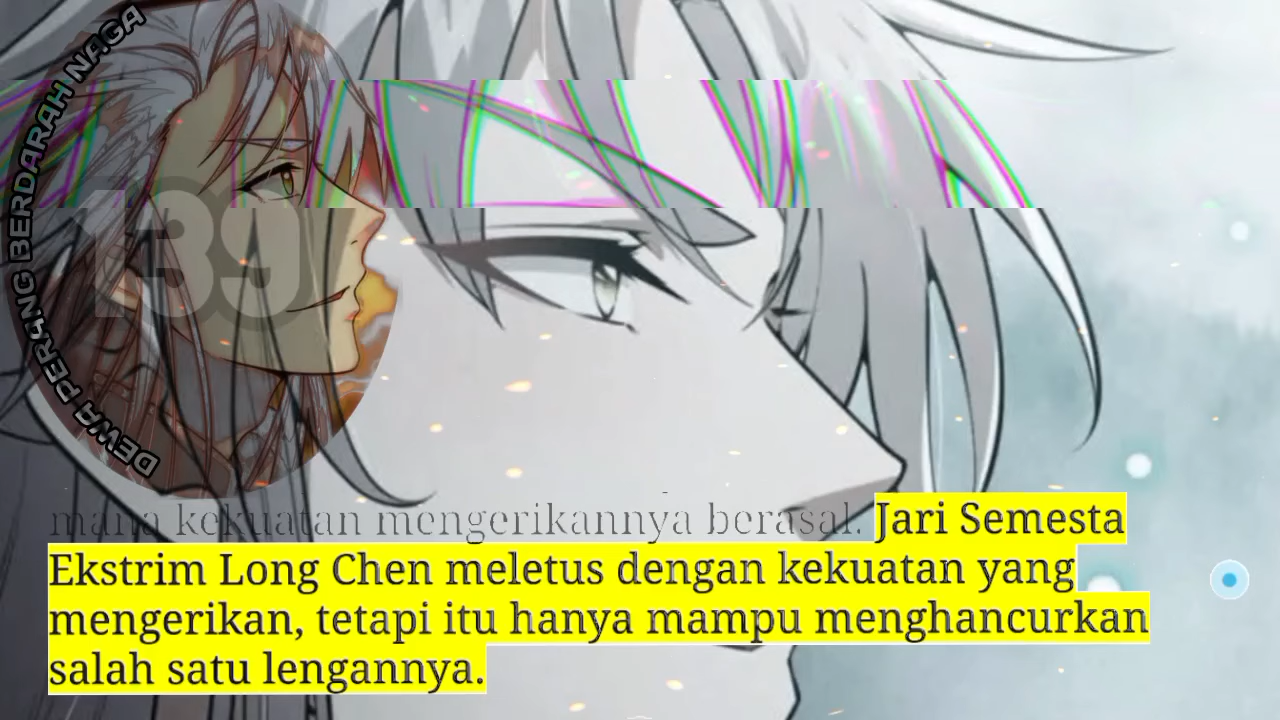 DEWA PERANG BERDARAH NAGA
139
mana kekuatan mengerikannya berasal. Jari Semesta
Ekstrim Long Chen meletus dengan kekuatan yang
mengerikan, tetapi itu hanya mampu menghancurkan
salah satu lengannya.